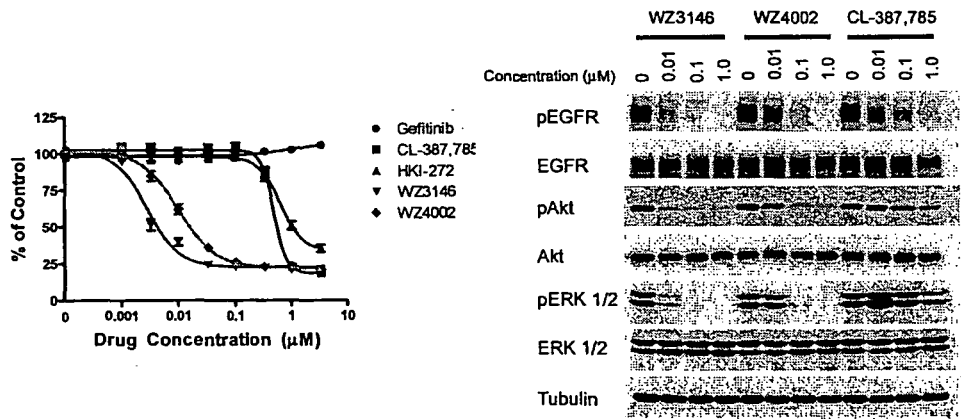 125
100
75
50
25
0
% of Control
0
0.001
0.01
0.1
1
10
Drug Concentration (μM)
Gefitinib
CL-387,785
HKI-272
WZ3146
WZ4002
WZ3146 WZ4002 CL-387,785
Concentration (μM) 0 0.01 0.1 1.0 0 0.01 0.1 1.0 0 0.01 0.1 1.0
pEGFR
EGFR
pAkt
Akt
pERK 1/2
ERK 1/2
Tubulin